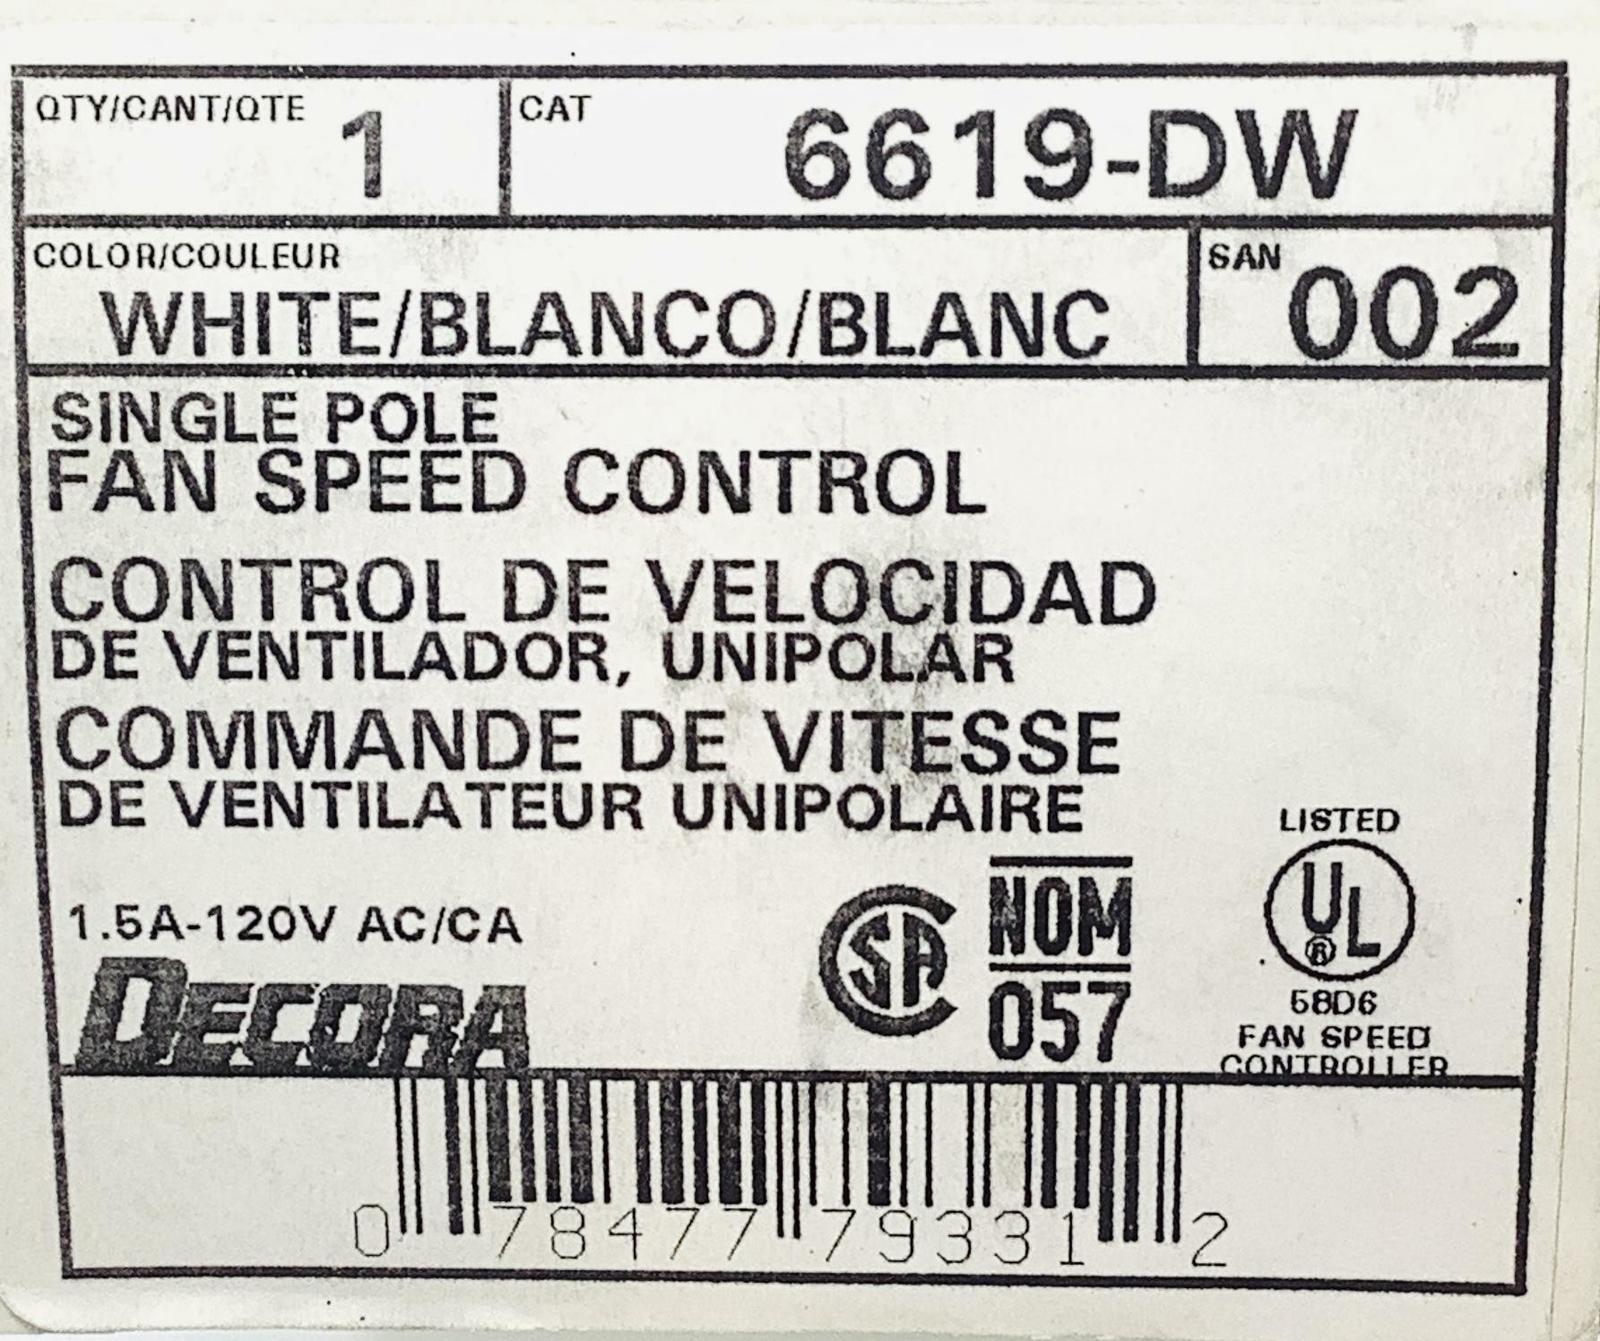 QTY/CANT/QTE 1 CAT 6619-DW
COLOR/COULEUR SAN
WHITE/BLANCO/BLANC 002
SINGLE POLE
FAN SPEED CONTROL
CONTROL DE VELOCIDAD
DE VENTILADOR, UNIPOLAR
COMMANDE DE VITESSE
DE VENTILATEUR UNIPOLAIRE
1.5A-120V AC/CA
DECORA
CSA
NOM
057
LISTED
UL
®
58D6
FAN SPEED
CONTROLLER
0 78477 79331 2